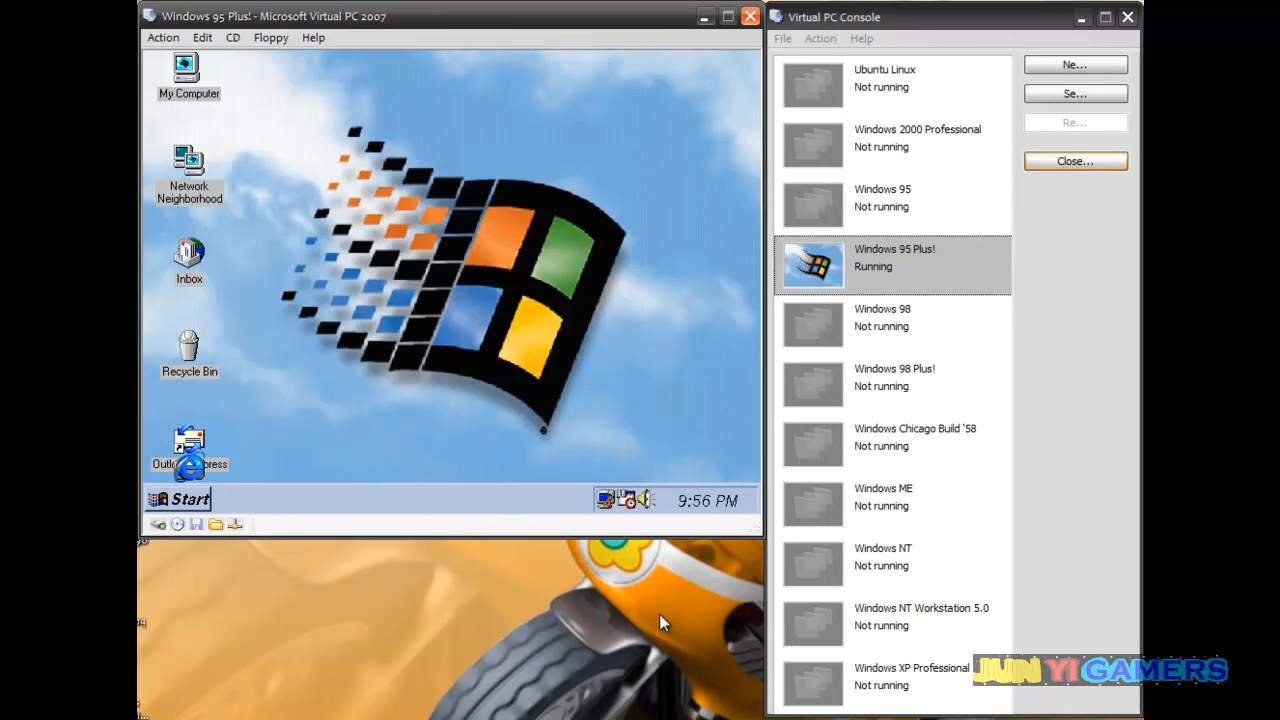 Windows 95 Plus! - Microsoft Virtual PC 2007
Action Edit CD Floppy Help
My Computer
Network
Neighborhood
Inbox
Recycle Bin
Start
9:56 PM
Virtual PC Console
File Action Help
Ubuntu Linux
Not running
Windows 2000 Professional
Not running
Windows 95
Not running
Windows 95 Plus!
Running
Windows 98
Not running
Windows 98 Plus!
Not running
Windows Chicago Build '58
Not running
Windows ME
Not running
Windows NT
Not running
Windows NT Workstation 5.0
Not running
Windows XP Professional
Not running
Ne...
Se...
Re...
Close...
JUN YI GAMERS